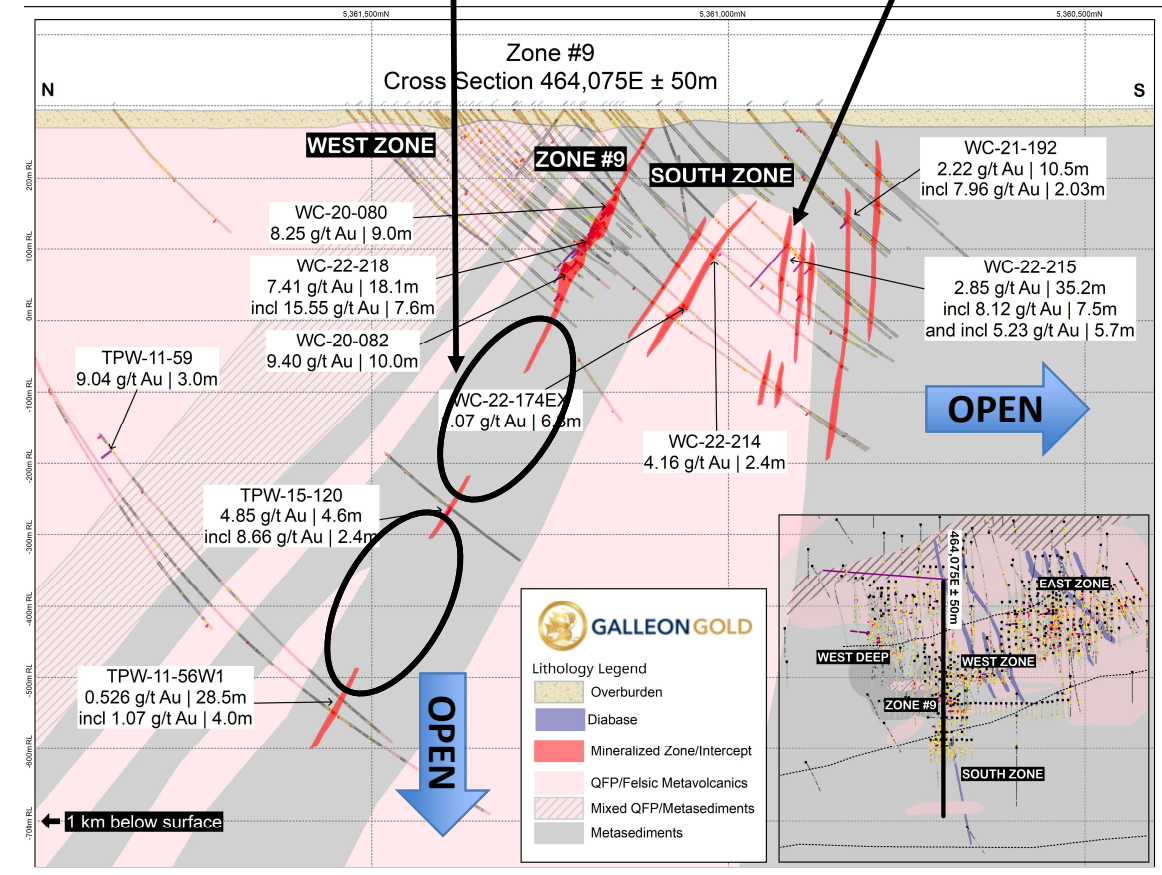 5,361,500mN
5,361,000mN
5,360,500mN
Zone #9
Cross Section 464,075E ± 50m
N
S
WEST ZONE
ZONE #9
SOUTH ZONE
WC-21-192
2.22 g/t Au | 10.5m
incl 7.96 g/t Au | 2.03m
200m RL
WC-20-080
8.25 g/t Au | 9.0m
100m RL
WC-22-218
7.41 g/t Au | 18.1m
incl 15.55 g/t Au | 7.6m
WC-22-215
2.85 g/t Au | 35.2m
incl 8.12 g/t Au | 7.5m
and incl 5.23 g/t Au | 5.7m
0m RL
WC-20-082
9.40 g/t Au | 10.0m
TPW-11-59
9.04 g/t Au | 3.0m
-100m RL
WC-22-174EX
.07 g/t Au | 6. m
OPEN
WC-22-214
4.16 g/t Au | 2.4m
-200m RL
TPW-15-120
4.85 g/t Au | 4.6m
incl 8.66 g/t Au | 2.4m
-300m RL
-400m RL
-500m RL
TPW-11-56W1
0.526 g/t Au | 28.5m
incl 1.07 g/t Au | 4.0m
-600m RL
OPEN
-700m RL
1 km below surface
GALLEON GOLD
Lithology Legend
Overburden
Diabase
Mineralized Zone/Intercept
QFP/Felsic Metavolcanics
Mixed QFP/Metasediments
Metasediments
464,075E ± 50m
EAST ZONE
WEST DEEP
WEST ZONE
ZONE #9
SOUTH ZONE